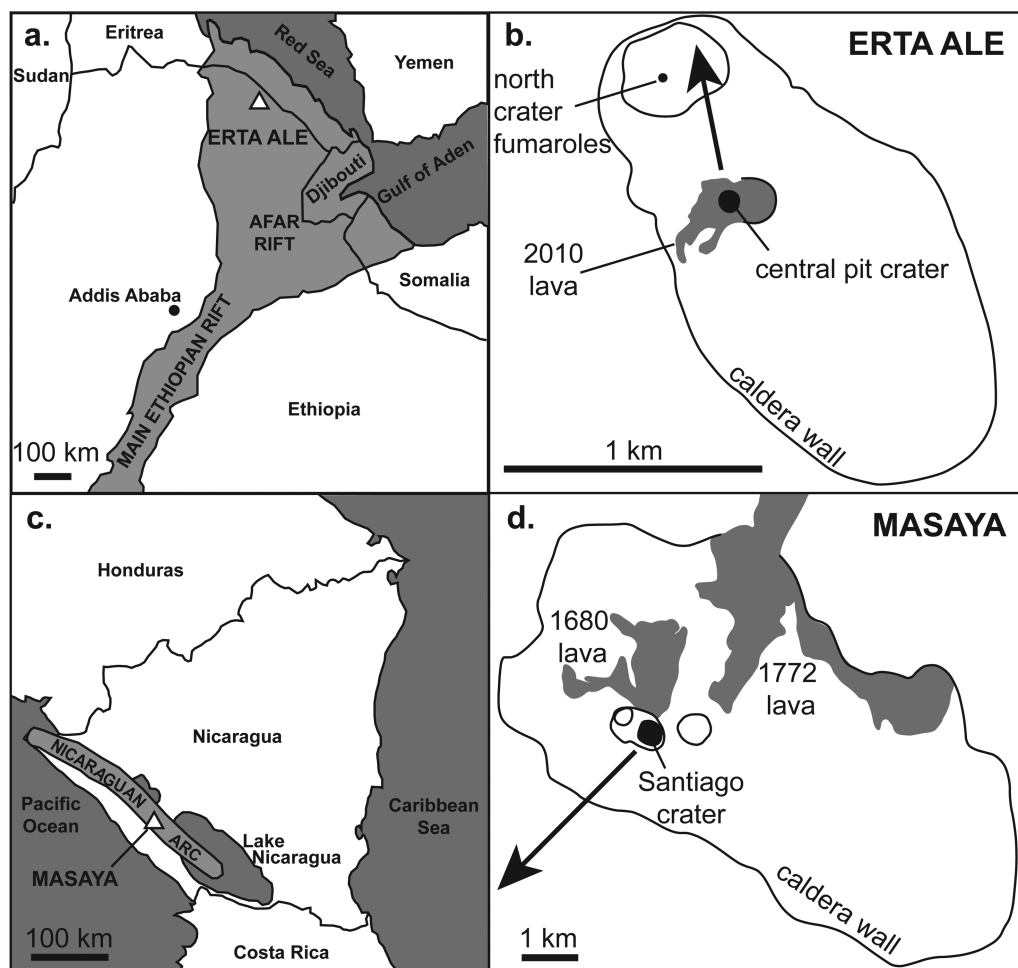 a.
Eritrea
Sudan
Red Sea
Yemen
ERTA ALE
Djibouti
Gulf of Aden
AFAR
RIFT
Somalia
Addis Ababa
MAIN ETHIOPIAN RIFT
Ethiopia
100 km
b.
ERTA ALE
north
crater
fumaroles
2010
lava
central pit crater
caldera wall
1 km
c.
Honduras
Nicaragua
NICARAGUAN
ARC
Pacific
Ocean
Lake
Nicaragua
Caribbean
Sea
MASAYA
100 km
Costa Rica
d.
MASAYA
1680
lava
1772
lava
Santiago
crater
caldera wall
1 km